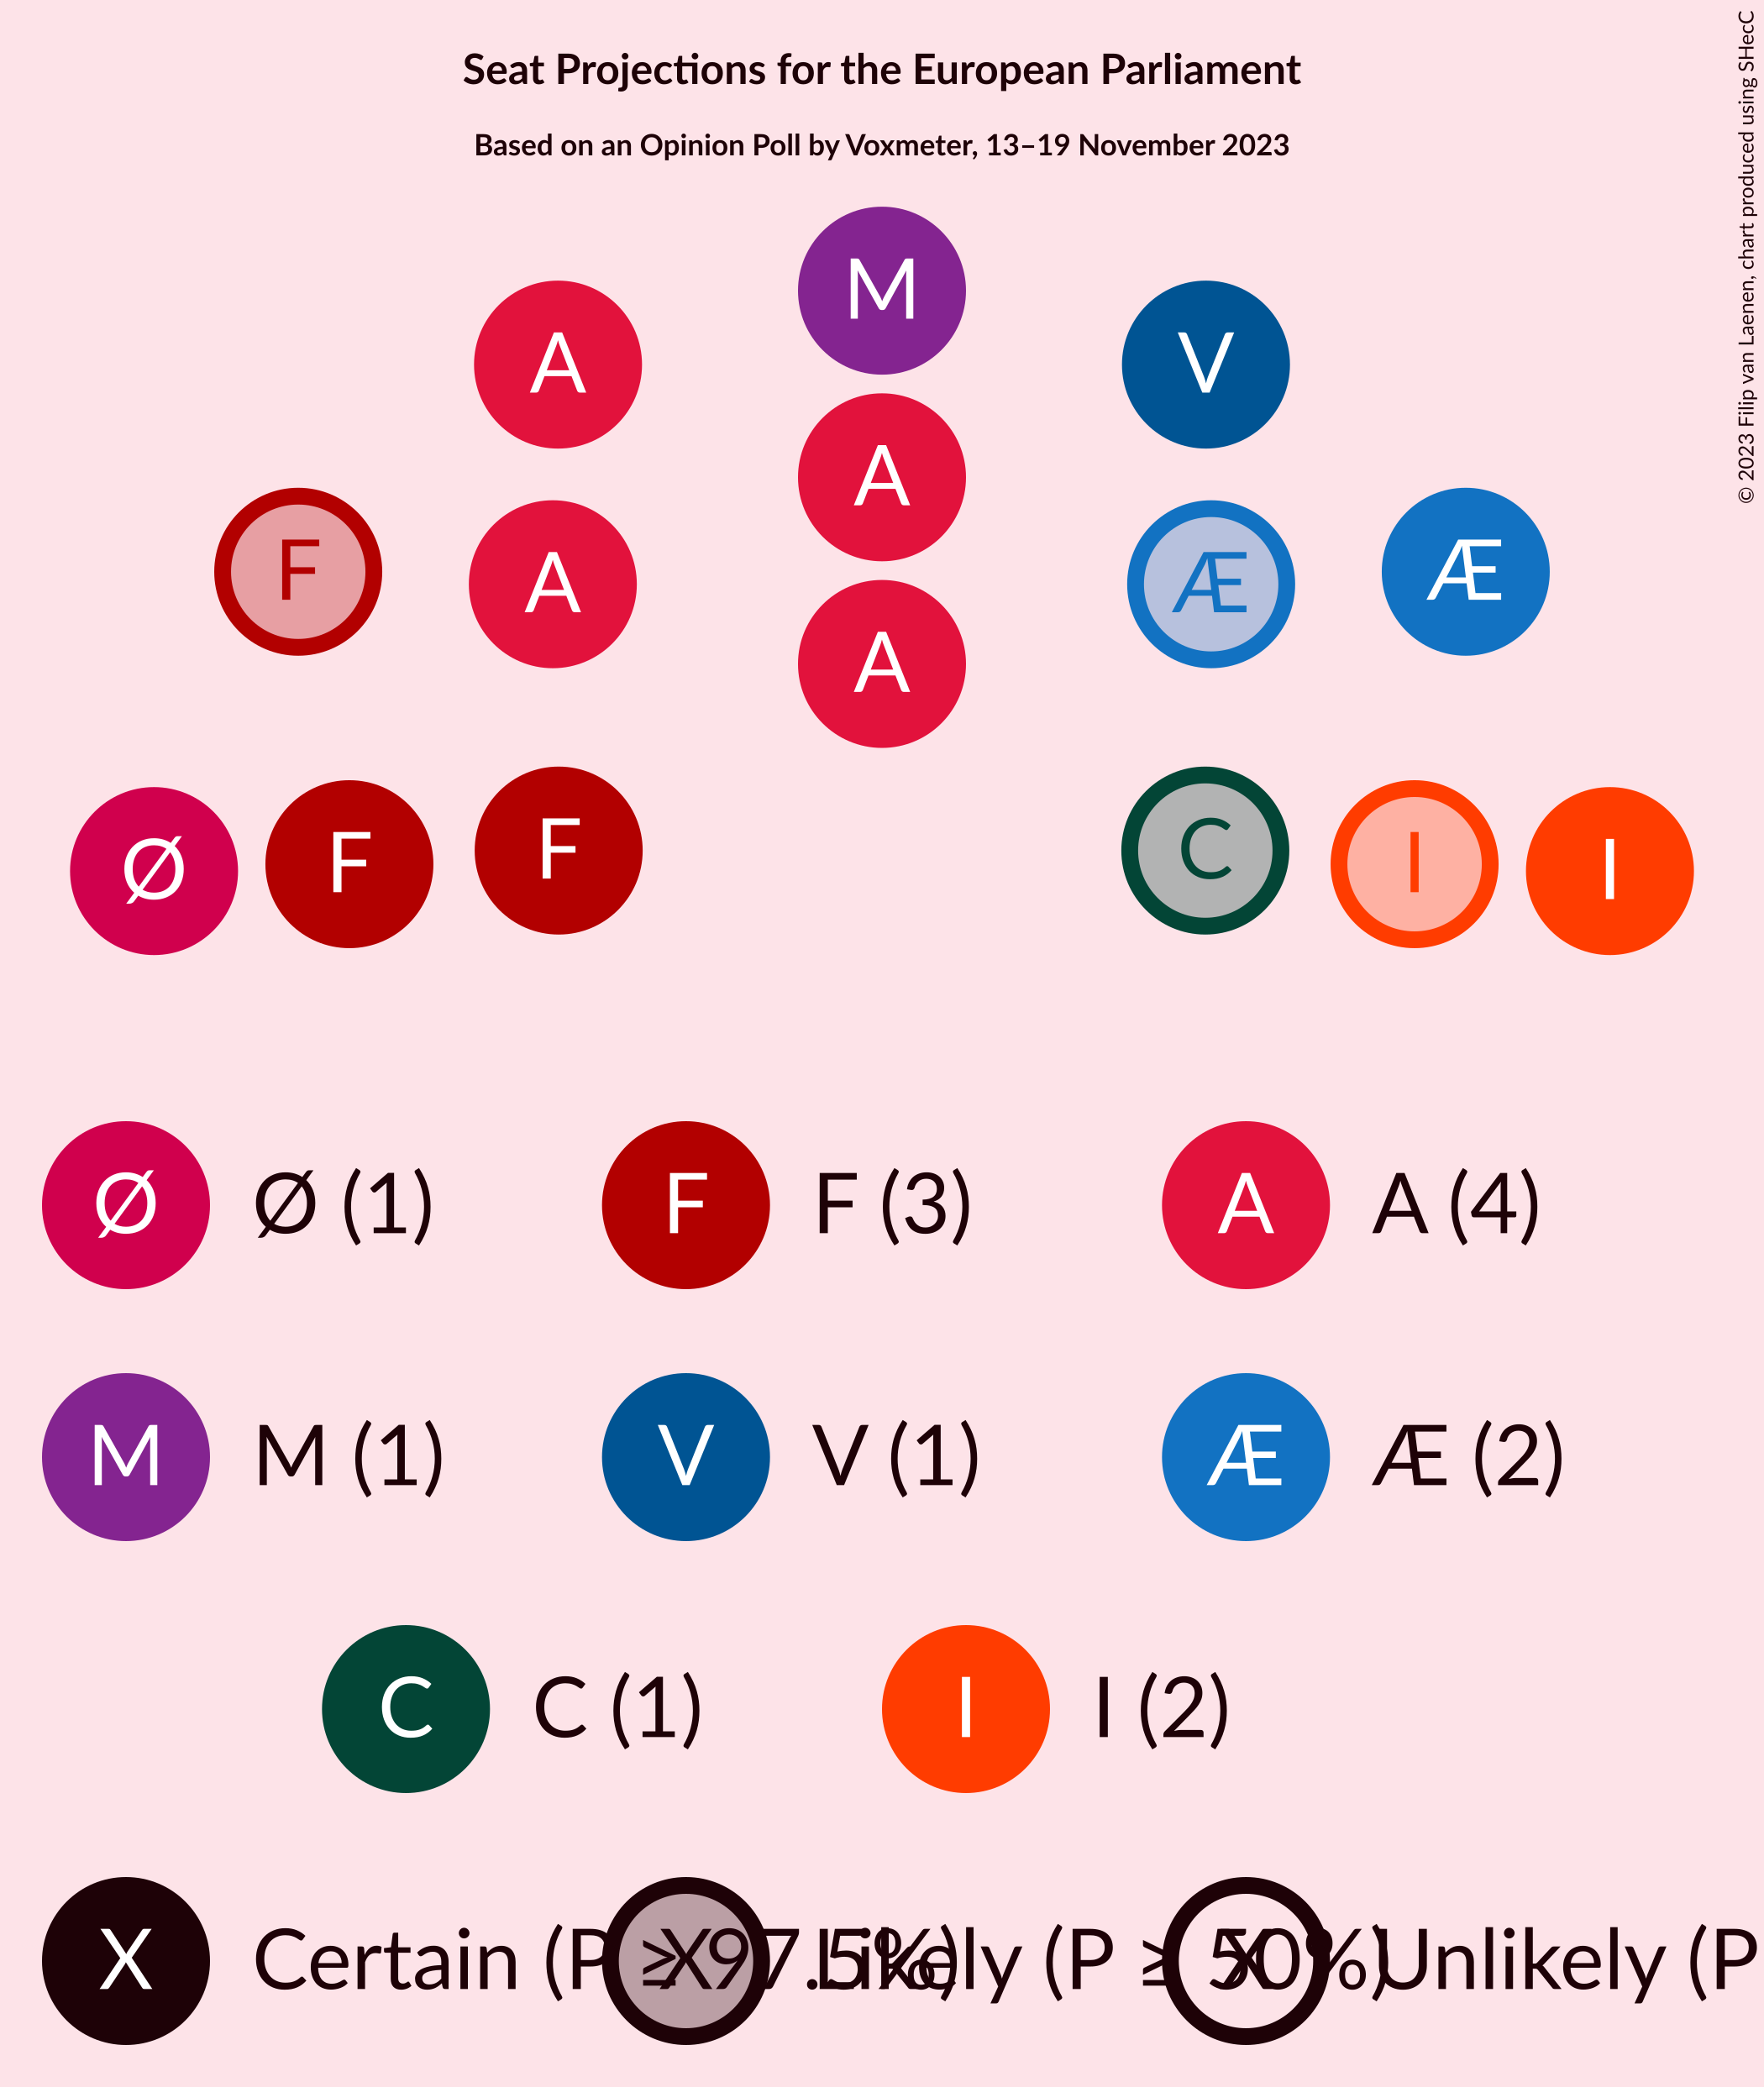 Seat Projections for the European Parliament
Based on an Opinion Poll by Voxmeter, 13–19 November 2023
© 2023 Filip van Laenen, chart produced using SHecC
M
A
V
A
F
A
Æ
Æ
A
Ø
F
F
C
I
I
Ø Ø (1)
F F (3)
A A (4)
M M (1)
V V (1)
Æ Æ (2)
C C (1)
I I (2)
X Certain (P ≥ 97.5%)
X Likely (P ≥ 50%)
X Unlikely (P